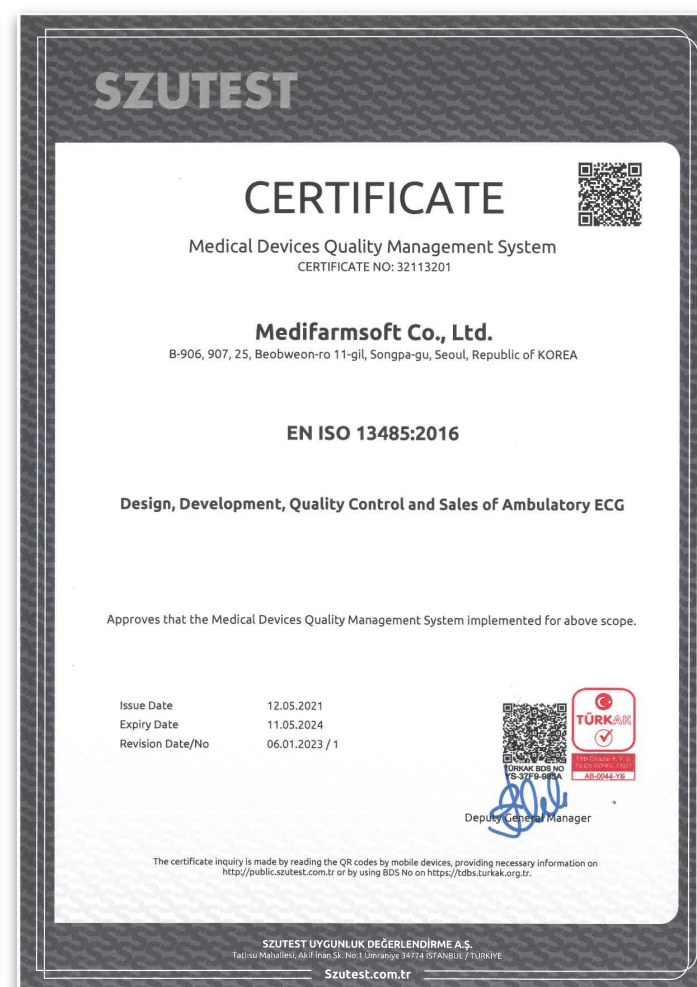 SZUTEST
CERTIFICATE
Medical Devices Quality Management System
CERTIFICATE NO: 32113201
Medifarmsoft Co., Ltd.
B-906, 907, 25, Beobweon-ro 11-gil, Songpa-gu, Seoul, Republic of KOREA
EN ISO 13485:2016
Design, Development, Quality Control and Sales of Ambulatory ECG
Approves that the Medical Devices Quality Management System implemented for above scope.
Issue Date 12.05.2021
Expiry Date 11.05.2024
Revision Date/No 06.01.2023 / 1
TÜRKAK
TÜRKAK BDS NO
YS-37F9-985A
AB-0044-YS
Deputy General Manager
The certificate inquiry is made by reading the QR codes by mobile devices, providing necessary information on
http://public.szutest.com.tr or by using BDS No on https://tdbs.turkak.org.tr.
SZUTEST UYGUNLUK DEĞERLENDİRME A.Ş.
Tatlısu Mahallesi, Akif İnan Sk. No:1 Ümraniye 34774 İSTANBUL / TÜRKİYE
Szutest.com.tr